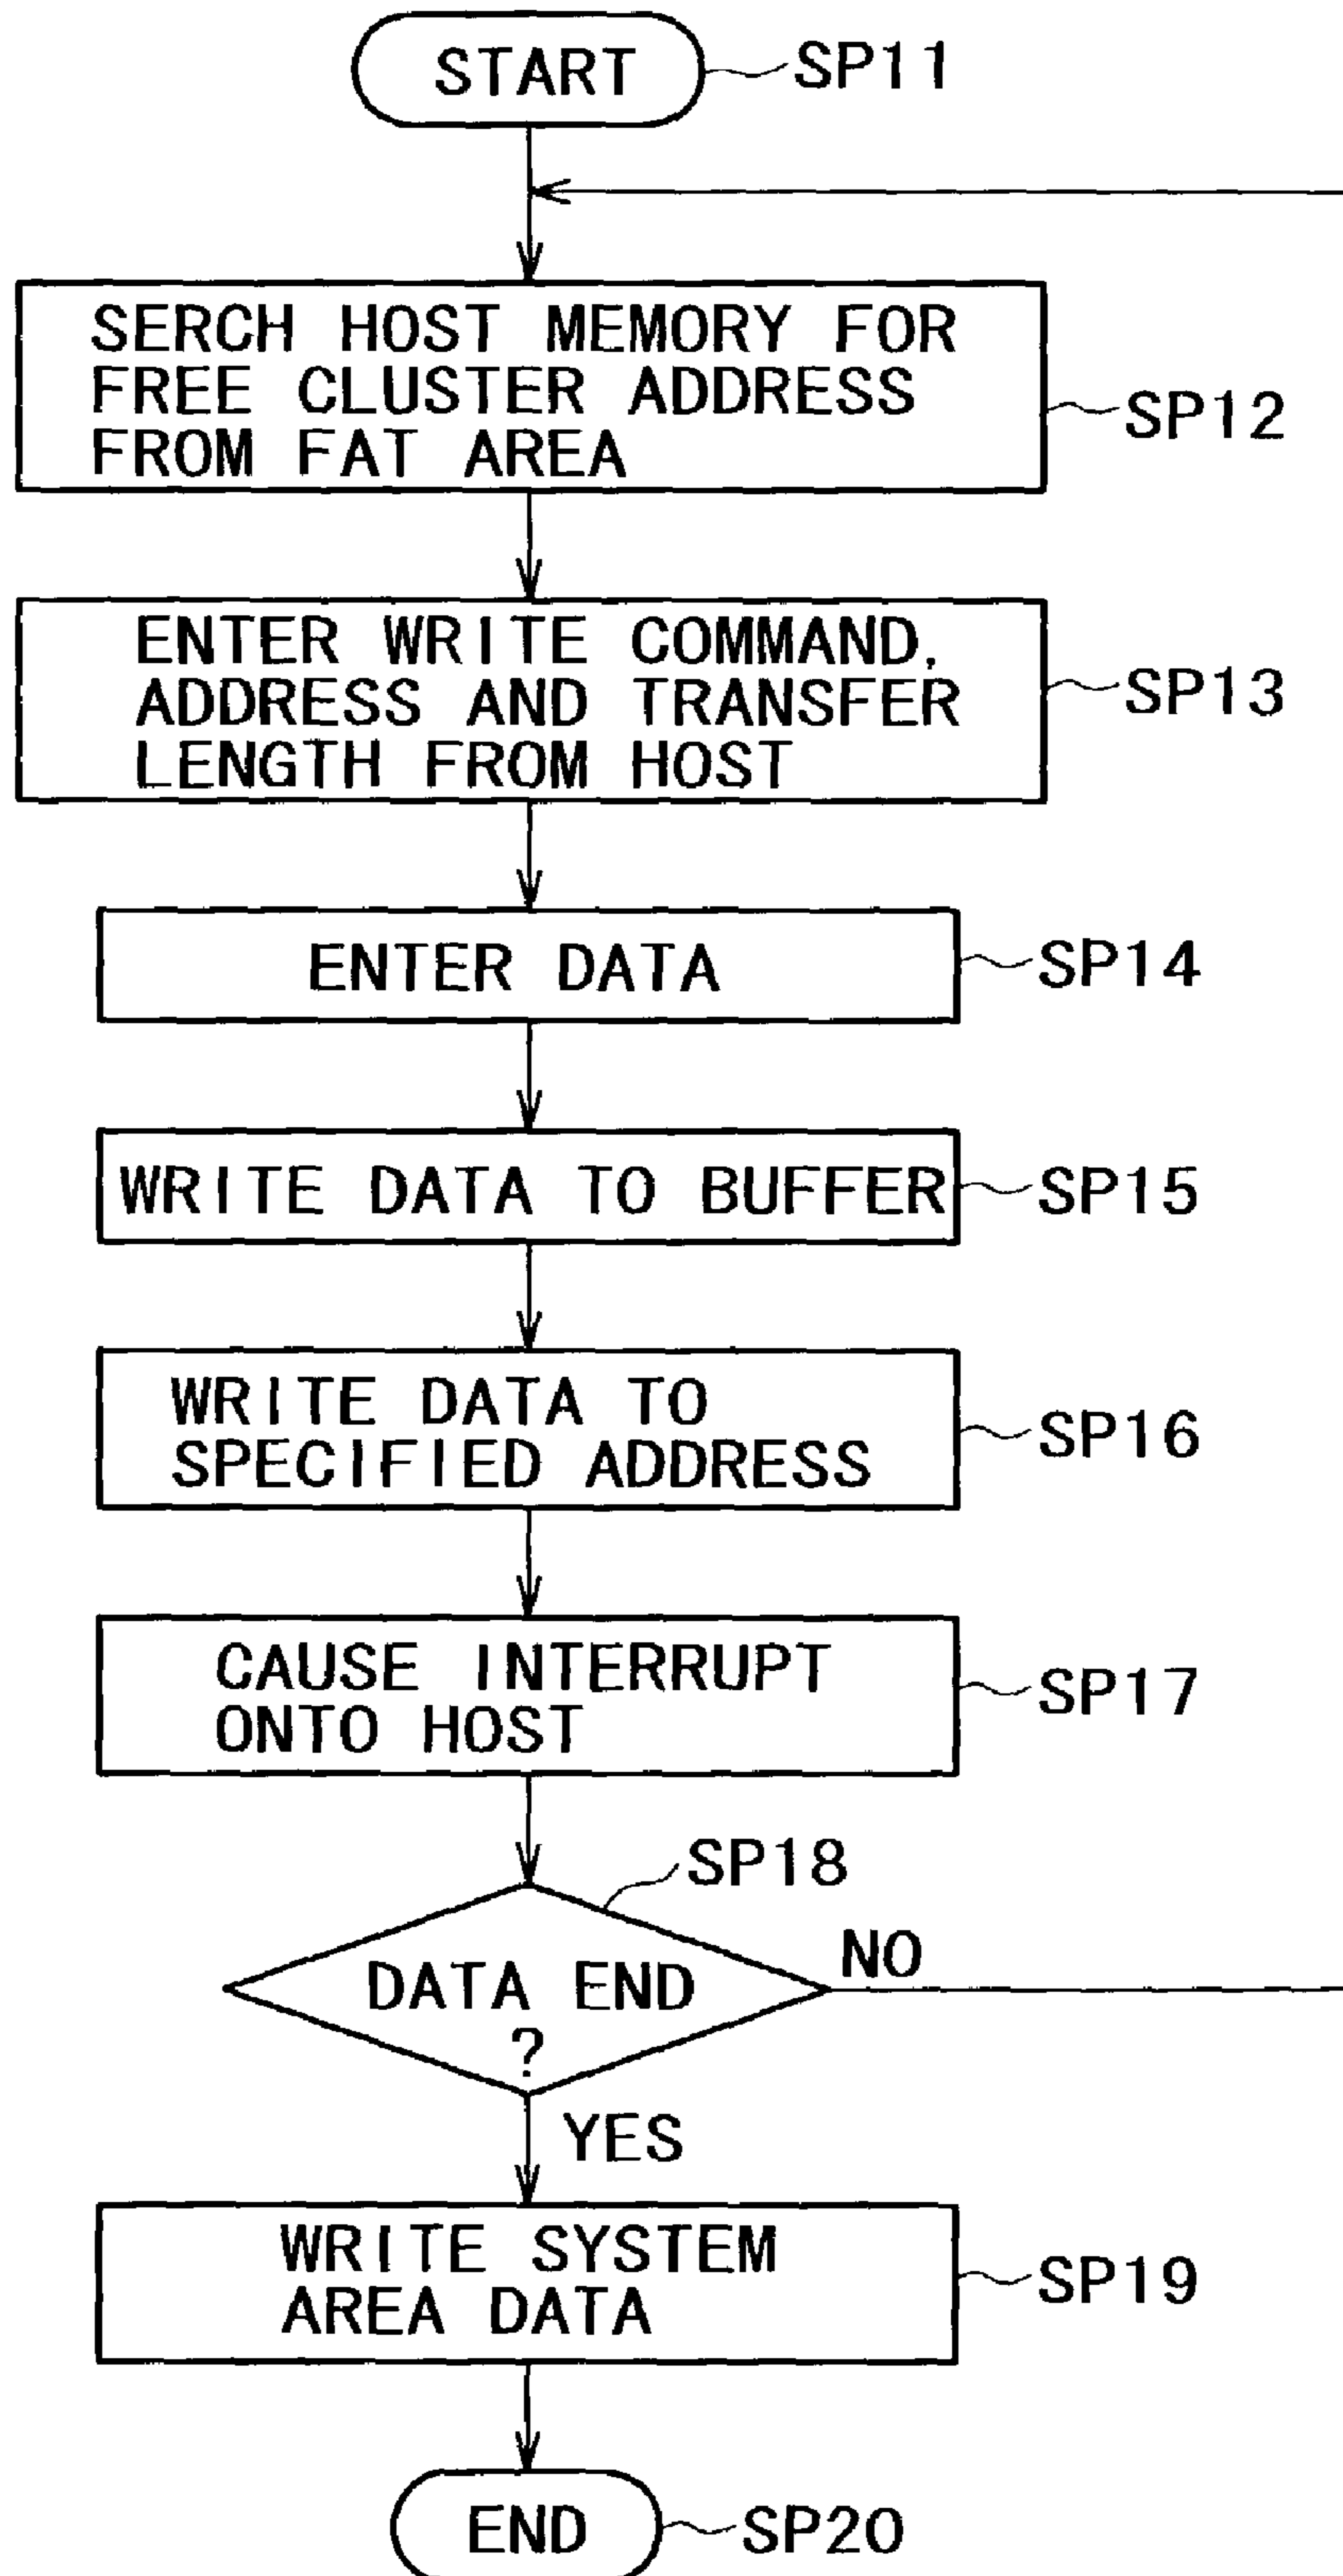 START
SP11
SERCH HOST MEMORY FOR
FREE CLUSTER ADDRESS
FROM FAT AREA
SP12
ENTER WRITE COMMAND,
ADDRESS AND TRANSFER
LENGTH FROM HOST
SP13
ENTER DATA
SP14
WRITE DATA TO BUFFER
SP15
WRITE DATA TO
SPECIFIED ADDRESS
SP16
CAUSE INTERRUPT
ONTO HOST
SP17
SP18
DATA END
?
NO
YES
WRITE SYSTEM
AREA DATA
SP19
END
SP20